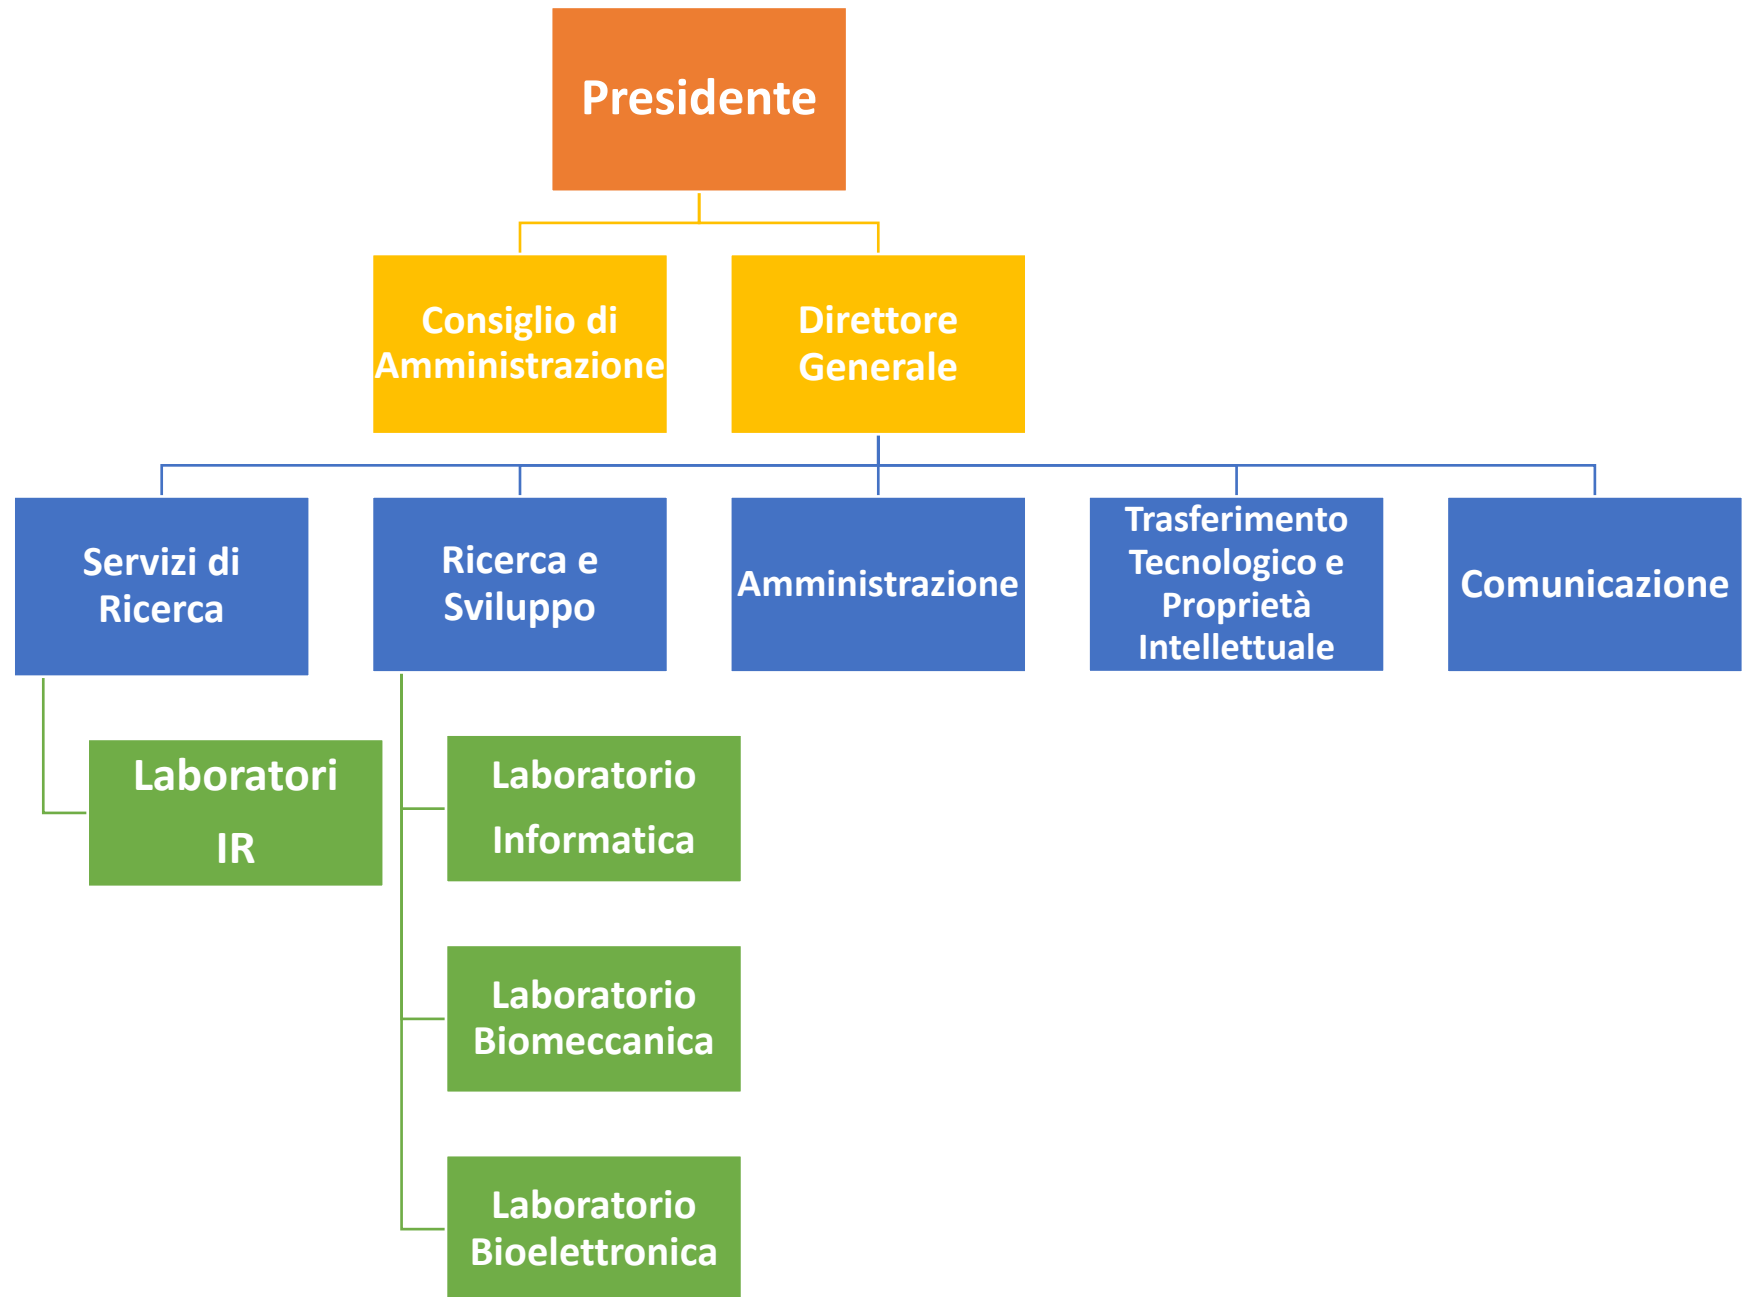 Presidente
Consiglio di
Amministrazione
Direttore
Generale
Servizi di
Ricerca
Ricerca e
Sviluppo
Amministrazione
Trasferimento
Tecnologico e
Proprietà
Intellettuale
Comunicazione
Laboratori
IR
Laboratorio
Informatica
Laboratorio
Biomeccanica
Laboratorio
Bioelettronica